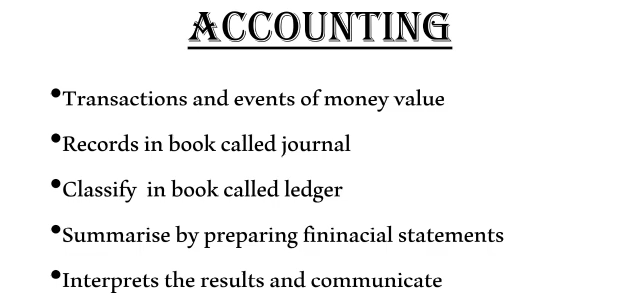 ACCOUNTING
•Transactions and events of money value
•Records in book called journal
•Classify  in book called ledger
•Summarise by preparing fininacial statements
•Interprets the results and communicate